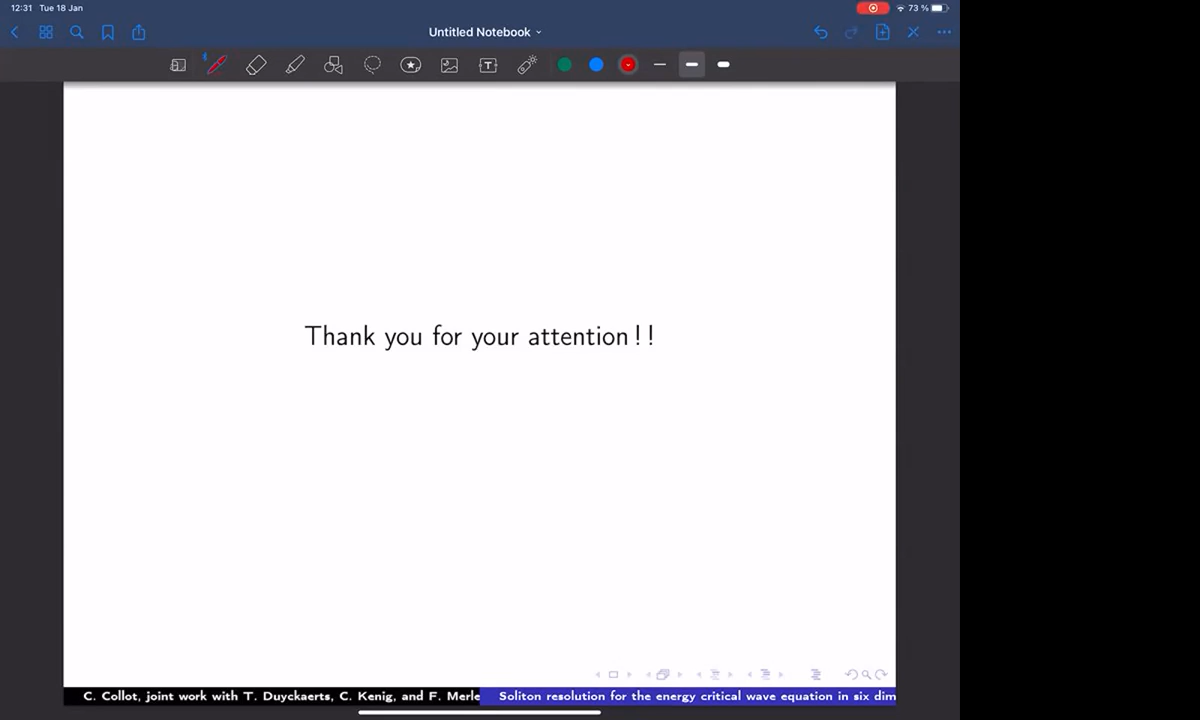 12:31 Tue 18 Jan
73 %
Untitled Notebook
Thank you for your attention ! !
C. Collot, joint work with T. Duyckaerts, C. Kenig, and F. Merle
Soliton resolution for the energy critical wave equation in six dim